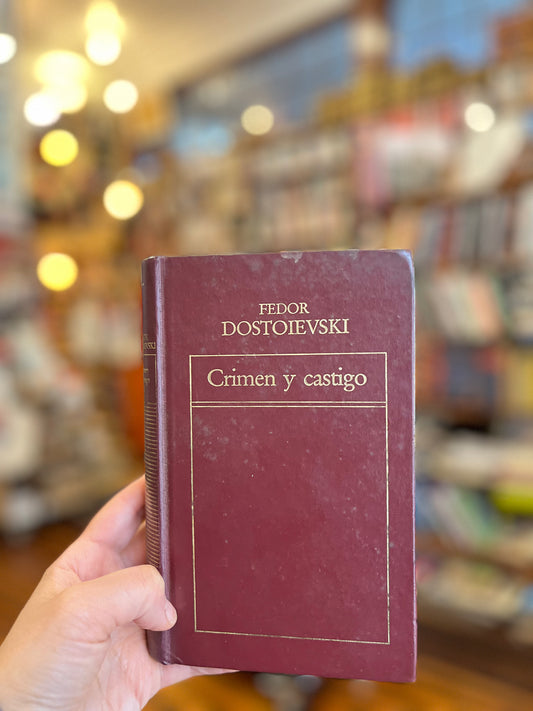 FEDOR
DOSTOIEVSKI
Crimen y castigo